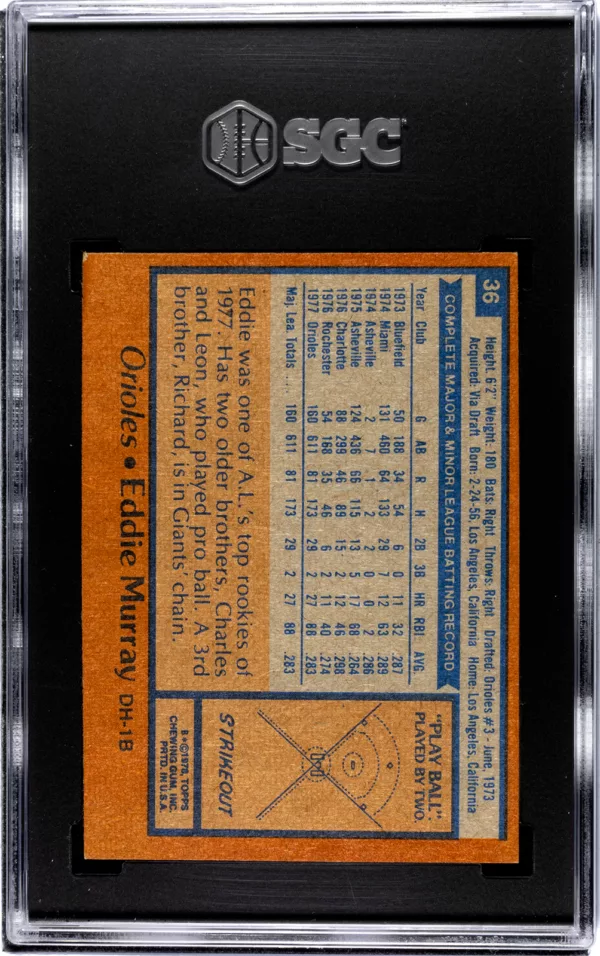 SGC
36
Height: 6'2" Weight: 180 Bats: Right Throws: Right Drafted: Orioles #3 - June, 1973
Acquired: Via Draft Born: 2-24-56, Los Angeles, California Home: Los Angeles, California
COMPLETE MAJOR & MINOR LEAGUE BATTING RECORD
Year Club G AB R H 2B 3B HR RBI AVG
1973 Bluefield 50 188 34 54 6 0 11 32 .287
1974 Miami 131 460 64 133 29 7 12 63 .289
1974 Asheville 2 7 1 2 2 0 0 2 .286
1975 Asheville 124 436 66 115 13 5 17 68 .264
1976 Charlotte 88 299 46 89 15 2 12 46 .298
1976 Rochester 54 168 35 46 6 2 11 40 .274
1977 Orioles 160 611 81 173 29 2 27 88 .283
Maj. Lea. Totals .... 160 611 81 173 29 2 27 88 .283
Eddie was one of A.L.'s top rookies of
1977. Has two older brothers, Charles
and Leon, who played pro ball. A 3rd
brother, Richard, is in Giants' chain.
"PLAY BALL"
PLAYED BY TWO
STRIKEOUT
B * © 1978, TOPPS
CHEWING GUM, INC.
PRTD. IN U.S.A.
Orioles • Eddie Murray DH-1B